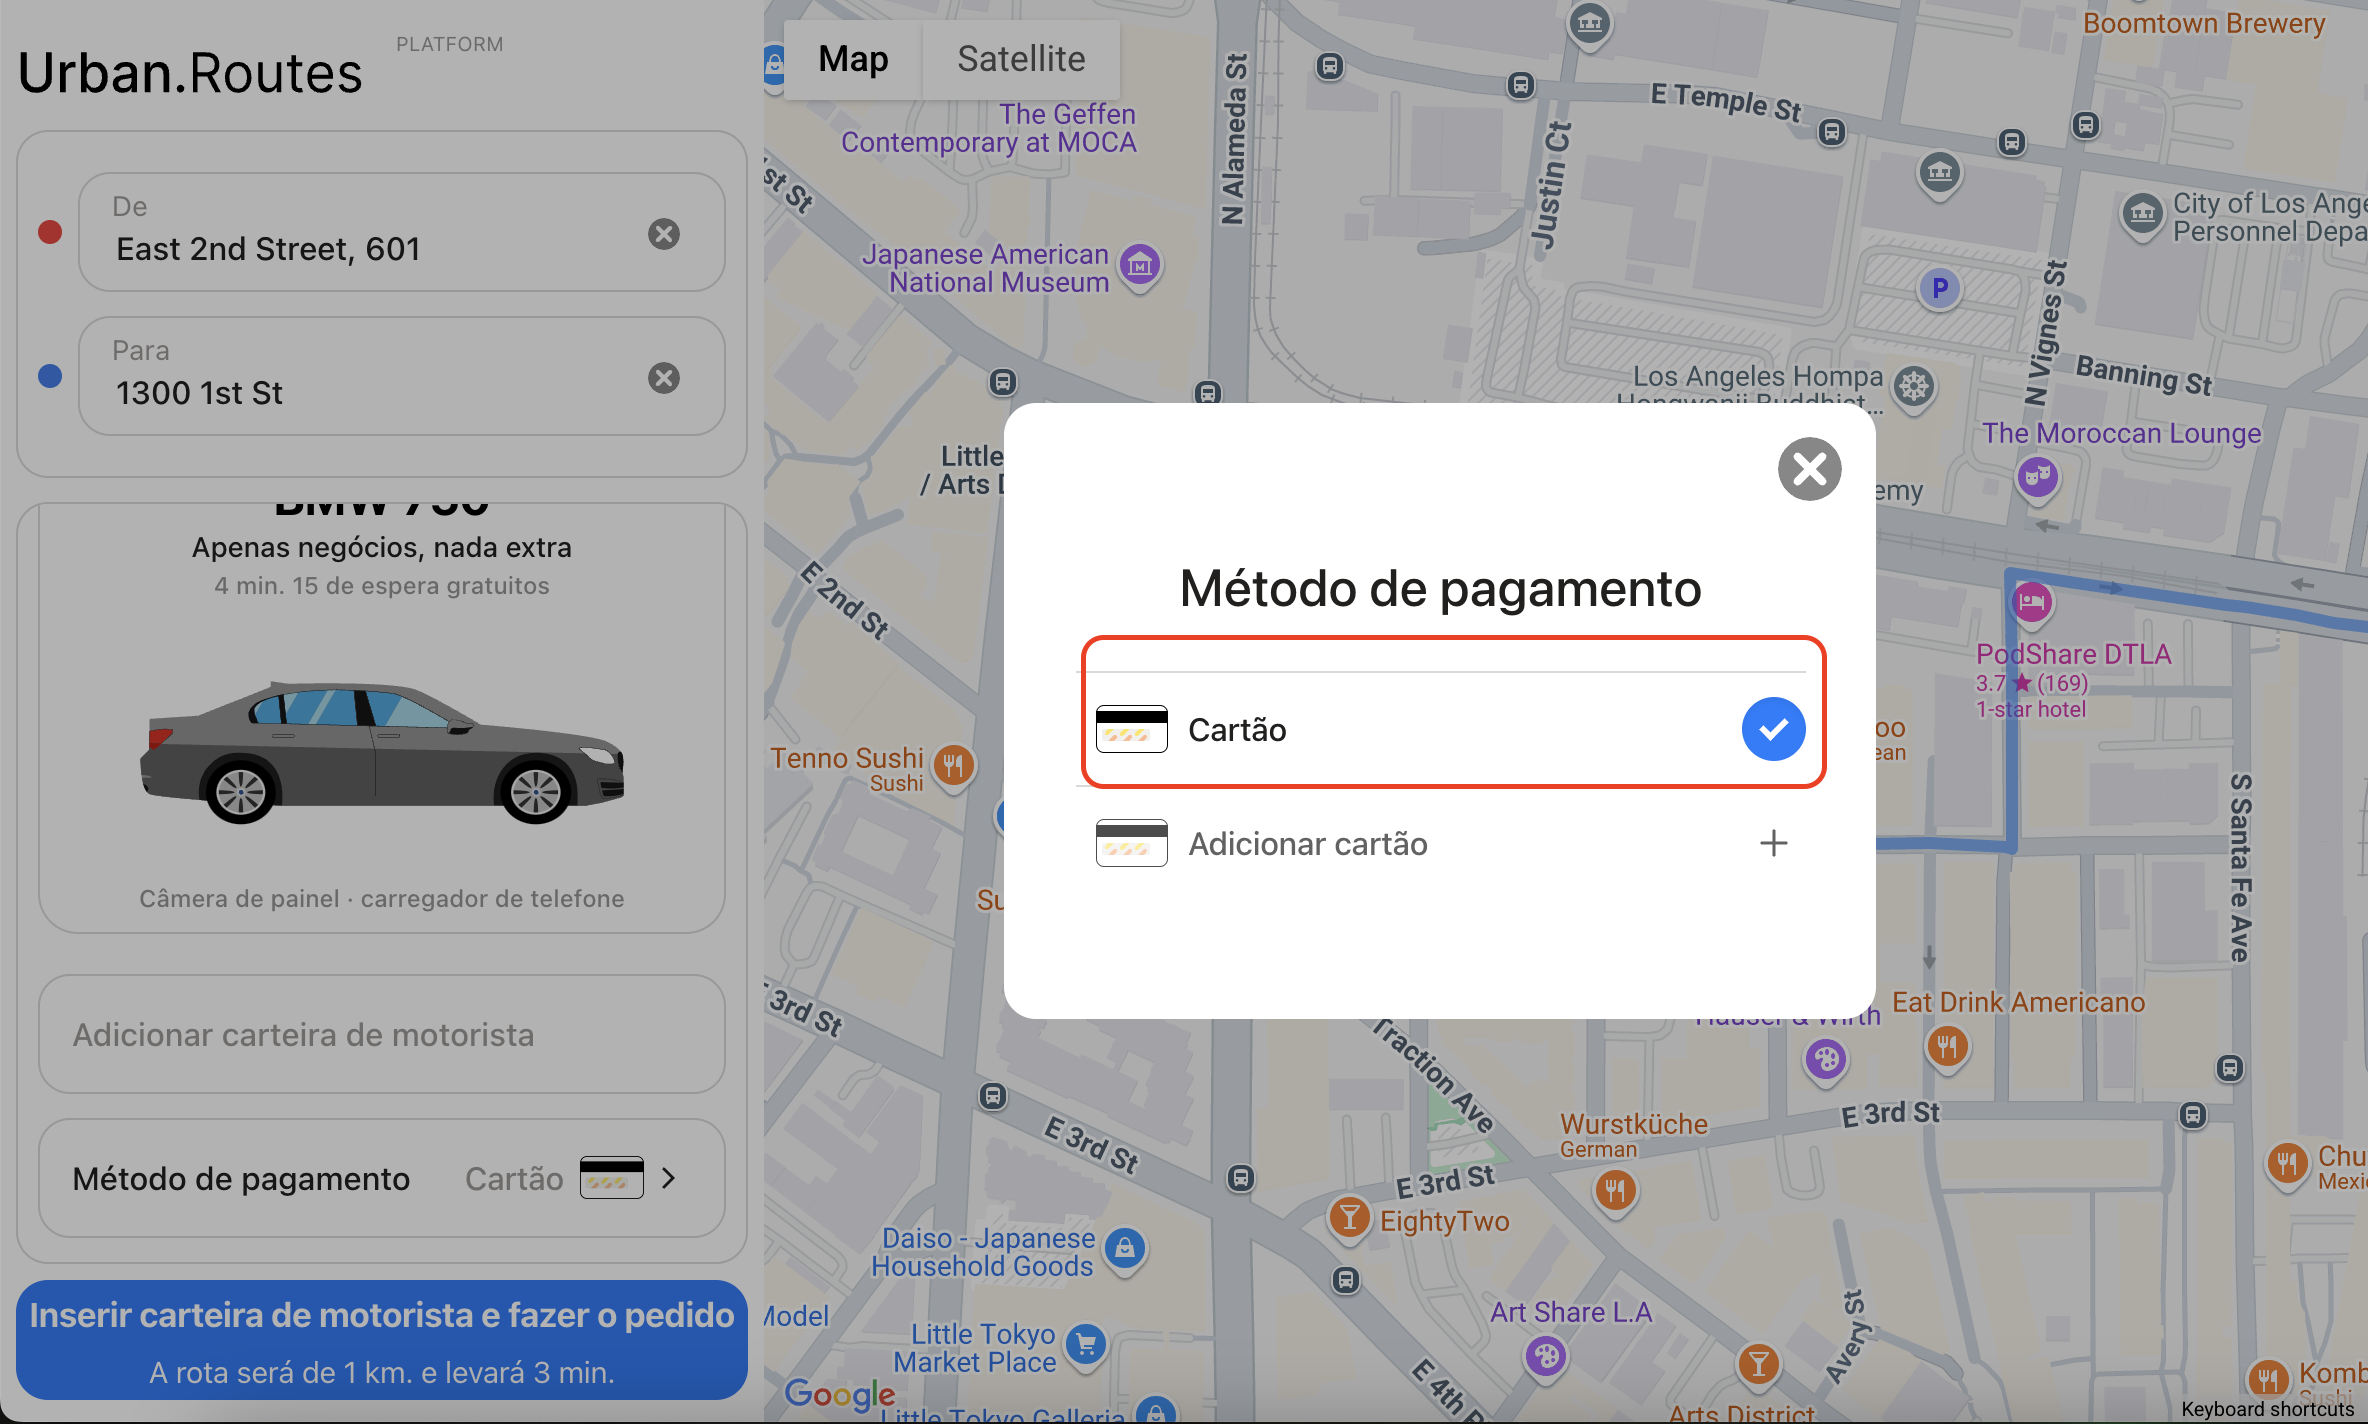 Urban.Routes
PLATFORM
De
East 2nd Street, 601
Para
1300 1st St
BMW 750
Apenas negócios, nada extra
4 min. 15 de espera gratuitos
Câmera de painel · carregador de telefone
Adicionar carteira de motorista
Método de pagamento
Cartão
Inserir carteira de motorista e fazer o pedido
A rota será de 1 km. e levará 3 min.
Map
Satellite
Método de pagamento
Cartão
Adicionar cartão
Boomtown Brewery
The Geffen
Contemporary at MOCA
1st St
N Alameda St
E Temple St
Justin Ct
Japanese American
National Museum
City of Los Ange
Personnel Depa
P
N Vignes St
Los Angeles Hompa
Hongwanji Buddhist...
Banning St
The Moroccan Lounge
Little
/ Arts D
emy
E 2nd St
PodShare DTLA
3.7 ★ (169)
1-star hotel
Tenno Sushi
Sushi
oo
ean
S Santa Fe Ave
Su
E 3rd St
Hauser & Wirth
Eat Drink Americano
Traction Ave
E 3rd St
Wurstküche
German
E 3rd St
E 3rd St
EightyTwo
Chu
Mexi
Daiso - Japanese
Household Goods
Model
Little Tokyo
Market Place
Art Share L.A
Avery St
E 4th P
Google
Little Tokyo Galleria
Arts District
Komb
Sushi
Keyboard shortcuts